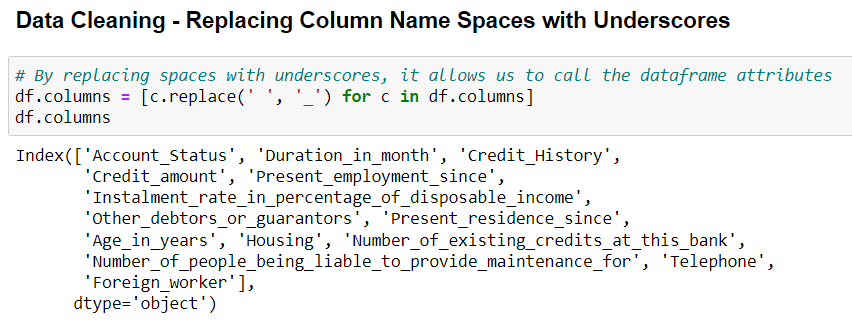 Data Cleaning - Replacing Column Name Spaces with Underscores
# By replacing spaces with underscores, it allows us to call the dataframe attributes
df.columns = [c.replace(' ', '_') for c in df.columns]
df.columns
Index(['Account_Status', 'Duration_in_month', 'Credit_History',
'Credit_amount', 'Present_employment_since',
'Instalment_rate_in_percentage_of_disposable_income',
'Other_debtors_or_guarantors', 'Present_residence_since',
'Age_in_years', 'Housing', 'Number_of_existing_credits_at_this_bank',
'Number_of_people_being_liable_to_provide_maintenance_for', 'Telephone',
'Foreign_worker'],
dtype='object')